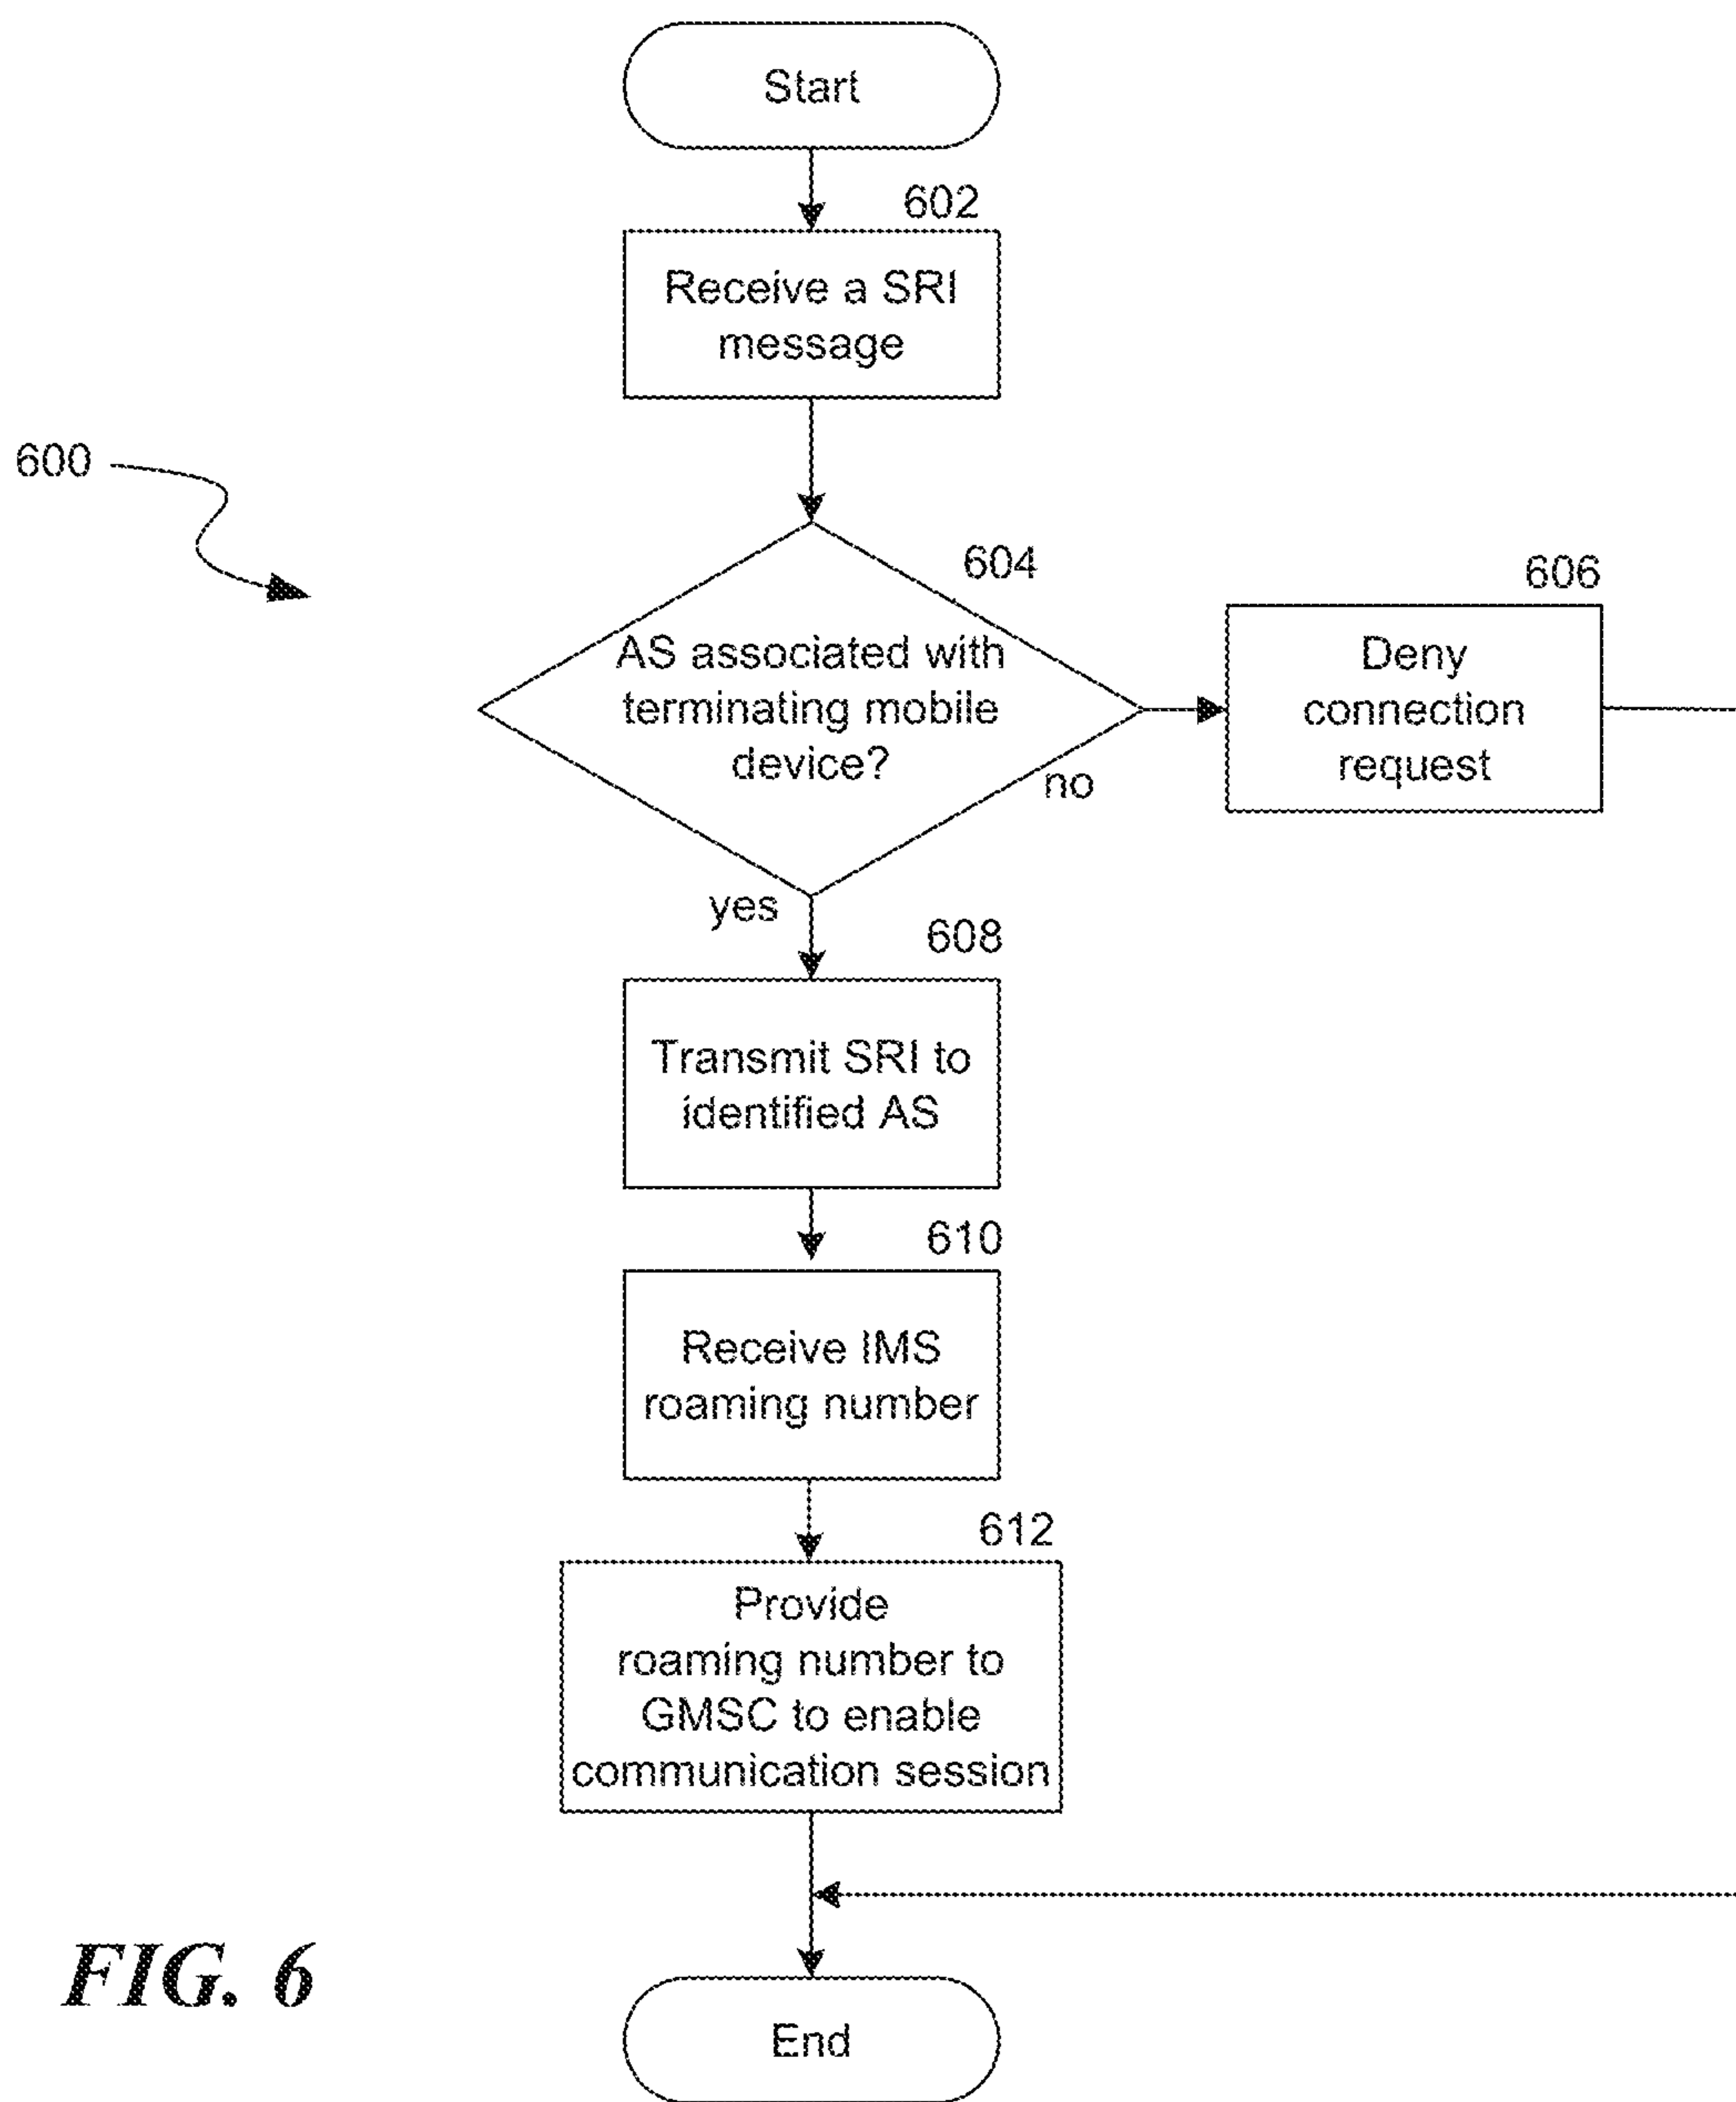 Start
602
Receive a SRI
message
600
604
AS associated with
terminating mobile
device?
no
606
Deny
connection
request
yes
608
Transmit SRI to
identified AS
610
Receive IMS
roaming number
612
Provide
roaming number to
GMSC to enable
communication session
FIG. 6
End